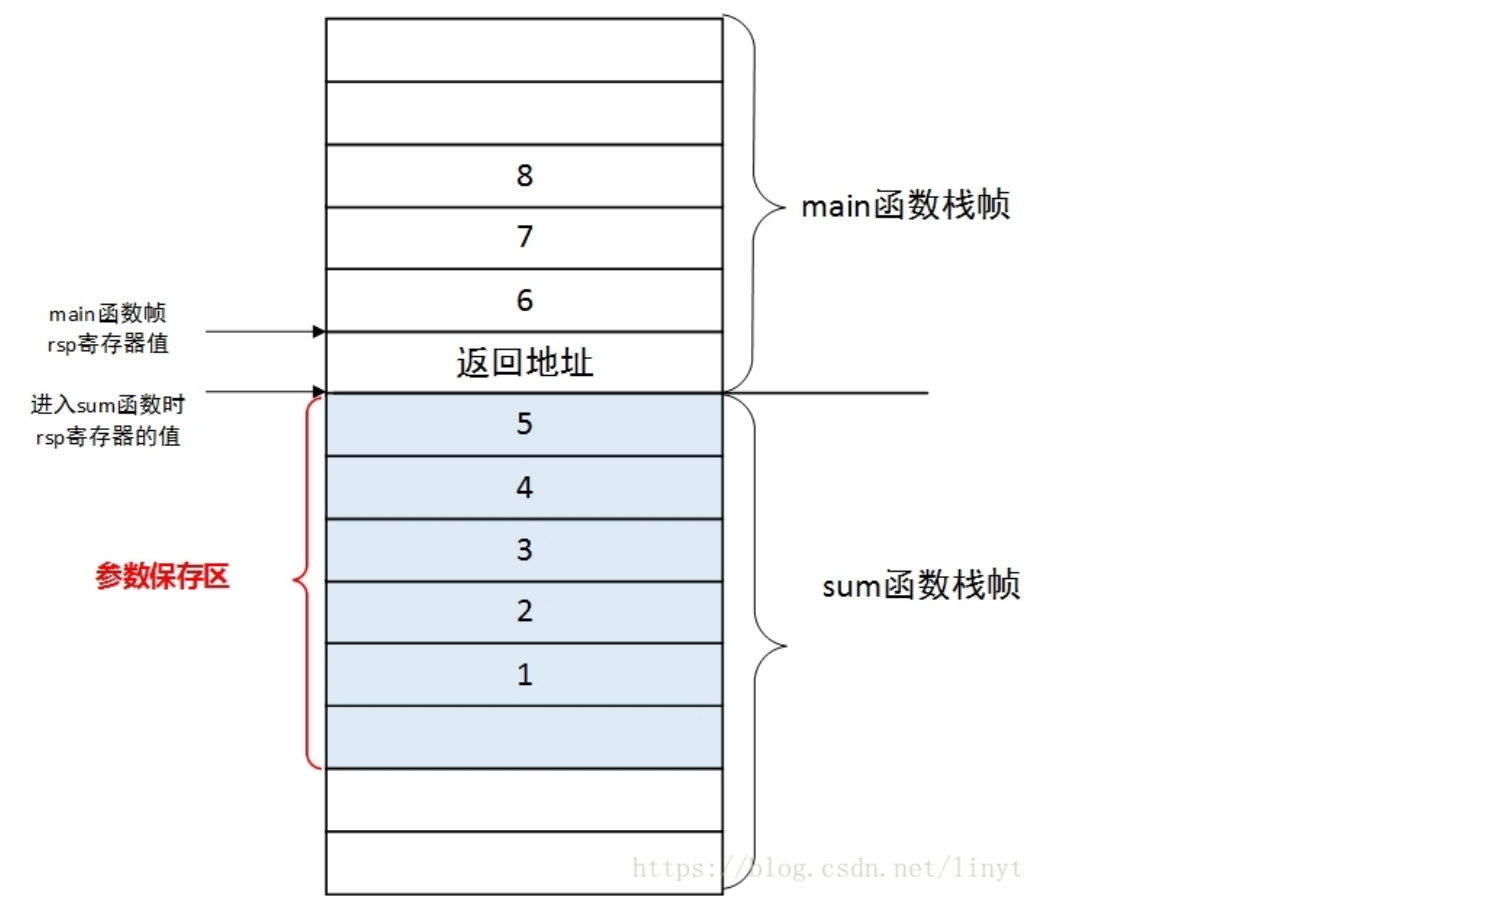 8
7
main函数栈帧
6
main函数帧
rsp寄存器值
返回地址
进入sum函数时
rsp寄存器的值
5
4
3
参数保存区
sum函数栈帧
2
1
https://blog.csdn.net/linyt